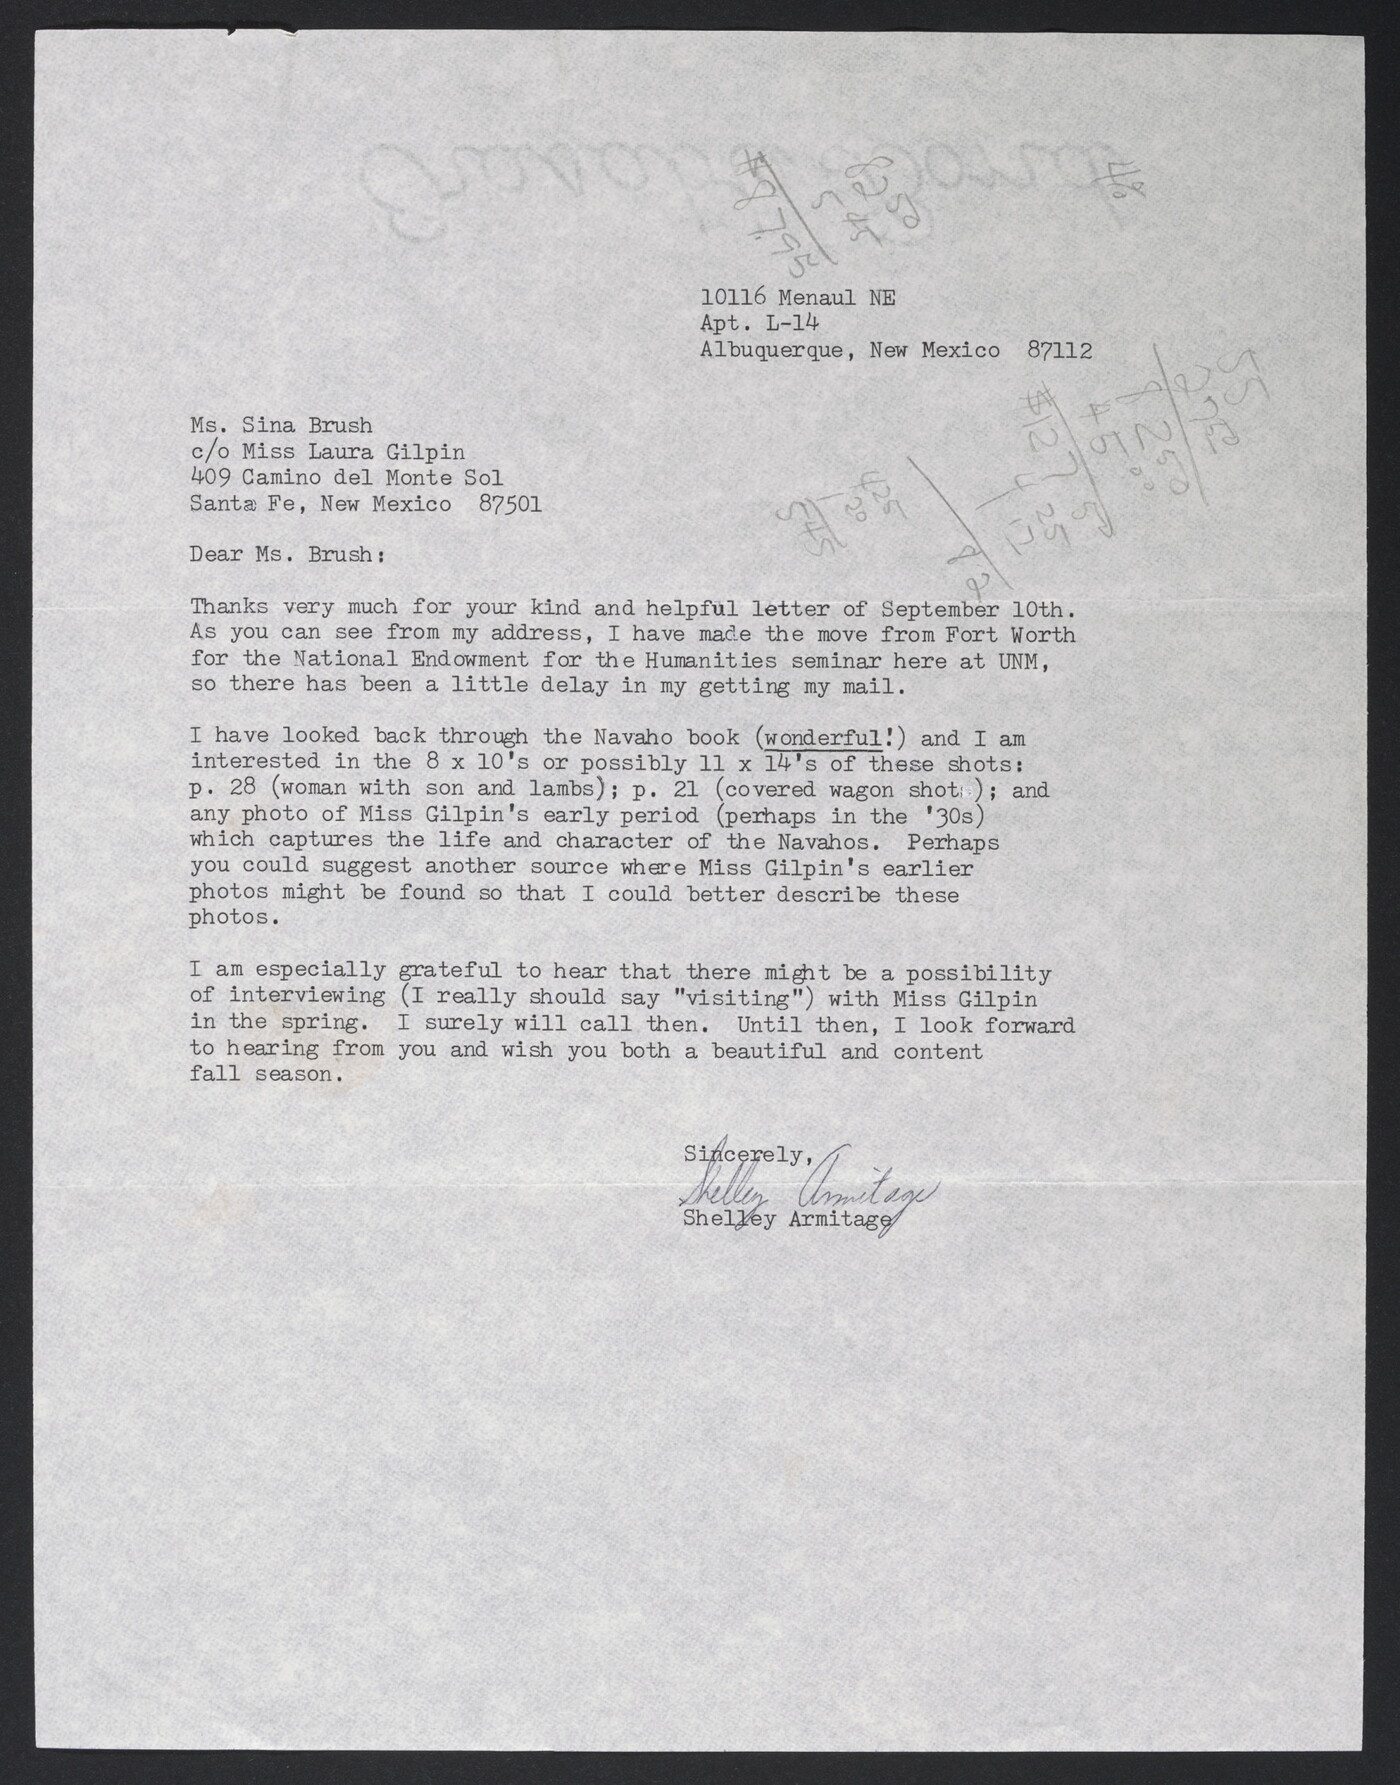 10116 Menaul NE
Apt. L-14
Albuquerque, New Mexico  87112
Ms. Sina Brush
c/o Miss Laura Gilpin
409 Camino del Monte Sol
Santa Fe, New Mexico  87501
Dear Ms. Brush:
Thanks very much for your kind and helpful letter of September 10th.
As you can see from my address, I have made the move from Fort Worth
for the National Endowment for the Humanities seminar here at UNM,
so there has been a little delay in my getting my mail.
I have looked back through the Navaho book (wonderful!) and I am
interested in the 8 x 10's or possibly 11 x 14's of these shots:
p. 28 (woman with son and lambs); p. 21 (covered wagon shot); and
any photo of Miss Gilpin's early period (perhaps in the '30s)
which captures the life and character of the Navahos.  Perhaps
you could suggest another source where Miss Gilpin's earlier
photos might be found so that I could better describe these
photos.
I am especially grateful to hear that there might be a possibility
of interviewing (I really should say "visiting") with Miss Gilpin
in the spring.  I surely will call then.  Until then, I look forward
to hearing from you and wish you both a beautiful and content
fall season.
Sincerely,
Shelley Armitage
Shelley Armitage